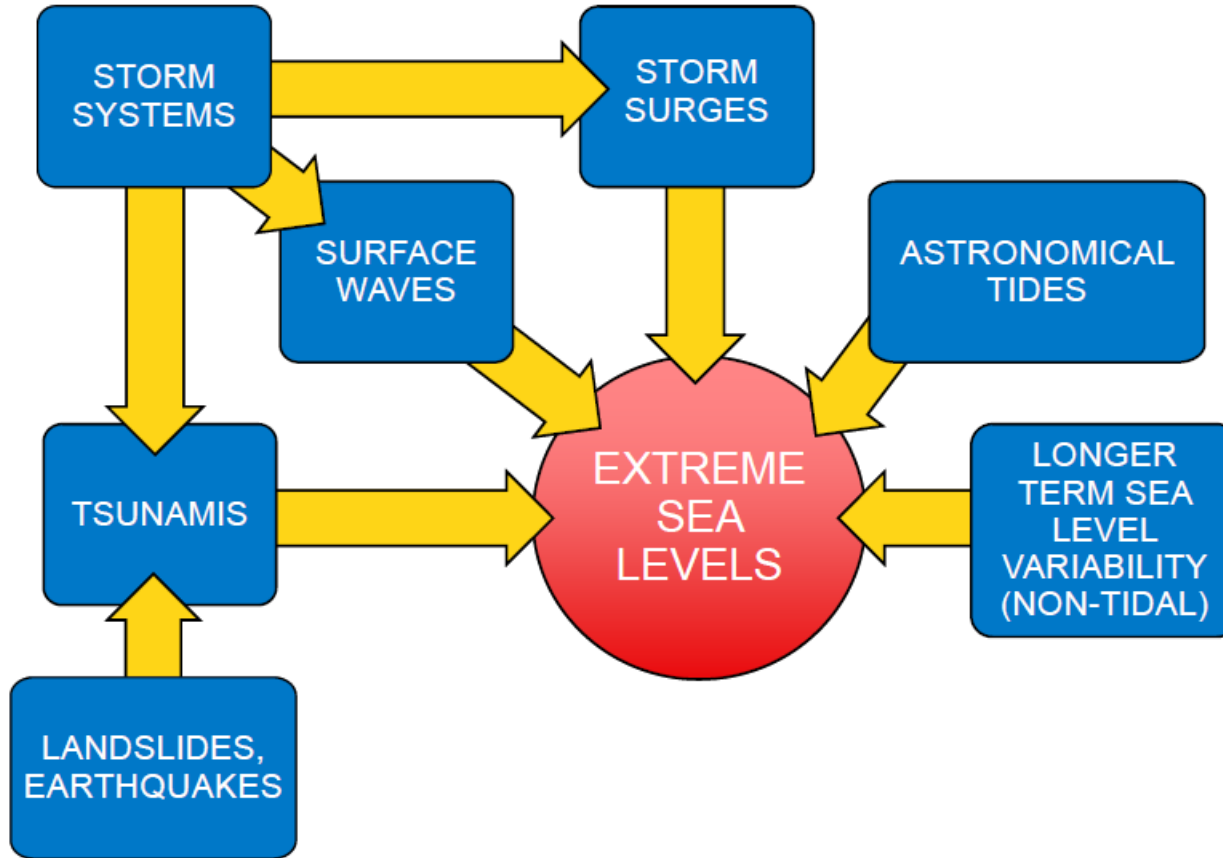 STORM
SYSTEMS
STORM
SURGES
SURFACE
WAVES
ASTRONOMICAL
TIDES
TSUNAMIS
EXTREME
SEA
LEVELS
LONGER
TERM SEA
LEVEL
VARIABILITY
(NON-TIDAL)
LANDSLIDES,
EARTHQUAKES